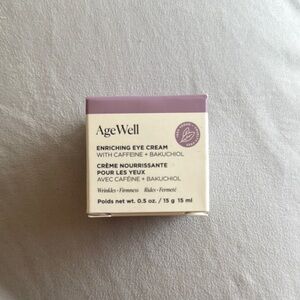 AgeWell
ENRICHING EYE CREAM
WITH CAFFEINE + BAKUCHIOL
CRÈME NOURRISSANTE
POUR LES YEUX
AVEC CAFÉINE + BAKUCHIOL
Wrinkles • Firmness Rides • Fermeté
Poids net wt. 0.5 oz. / 15 g 15 ml